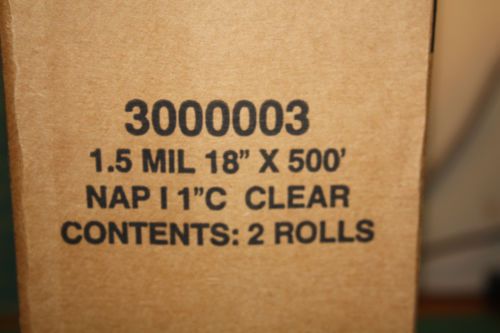 3000003
1.5 MIL 18” X 500’
NAP I 1”C CLEAR
CONTENTS: 2 ROLLS